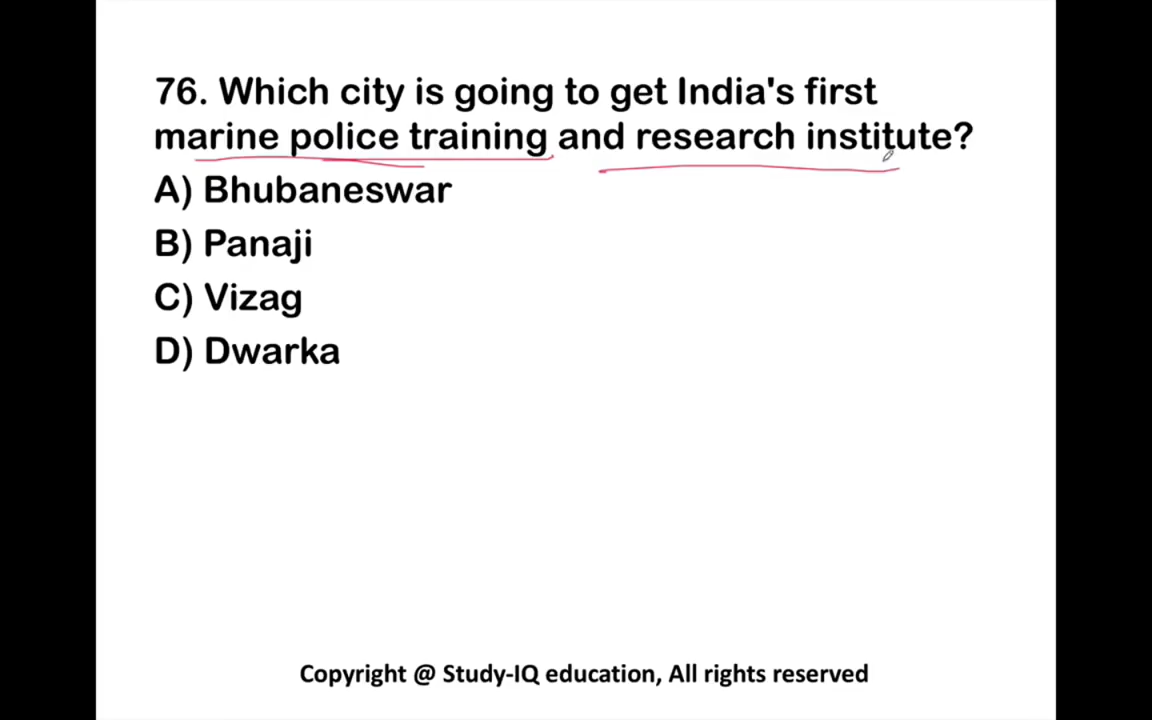 76. Which city is going to get India's first
marine police training and research institute?
A) Bhubaneswar
B) Panaji
C) Vizag
D) Dwarka
Copyright @ Study-IQ education, All rights reserved